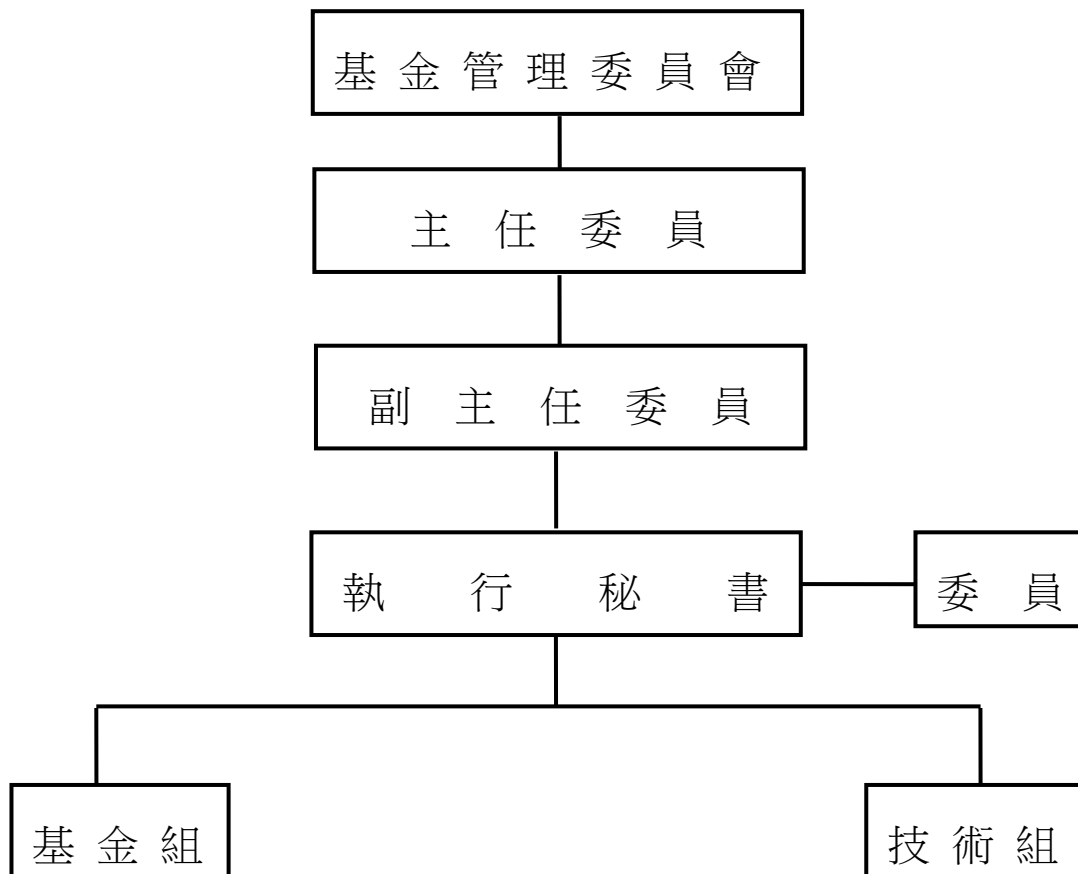 基金管理委員會
主任委員
副主任委員
執行秘書
委員
基金組
技術組